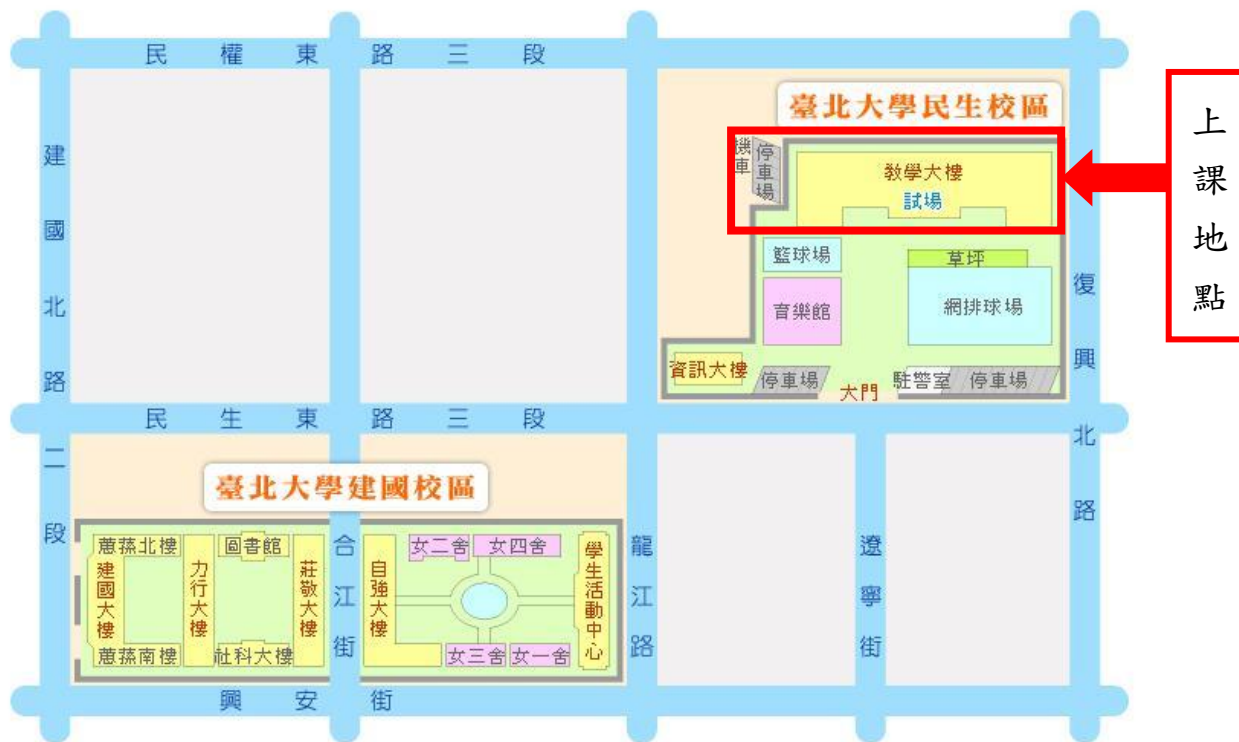 民權東路三段
臺北大學民生校區
上課地點
機車
停車場
教學大樓
試場
建國北路二段
復興北路
籃球場
草坪
育樂館
網排球場
資訊大樓
停車場
大門
駐警室
停車場
民生東路三段
臺北大學建國校區
蓖蓀北樓
圖書館
女二舍
女四舍
建國大樓
力行大樓
莊敬大樓
合江街
自強大樓
學生活動中心
龍江路
遼寧街
蓖蓀南樓
社科大樓
女三舍
女一舍
興安街